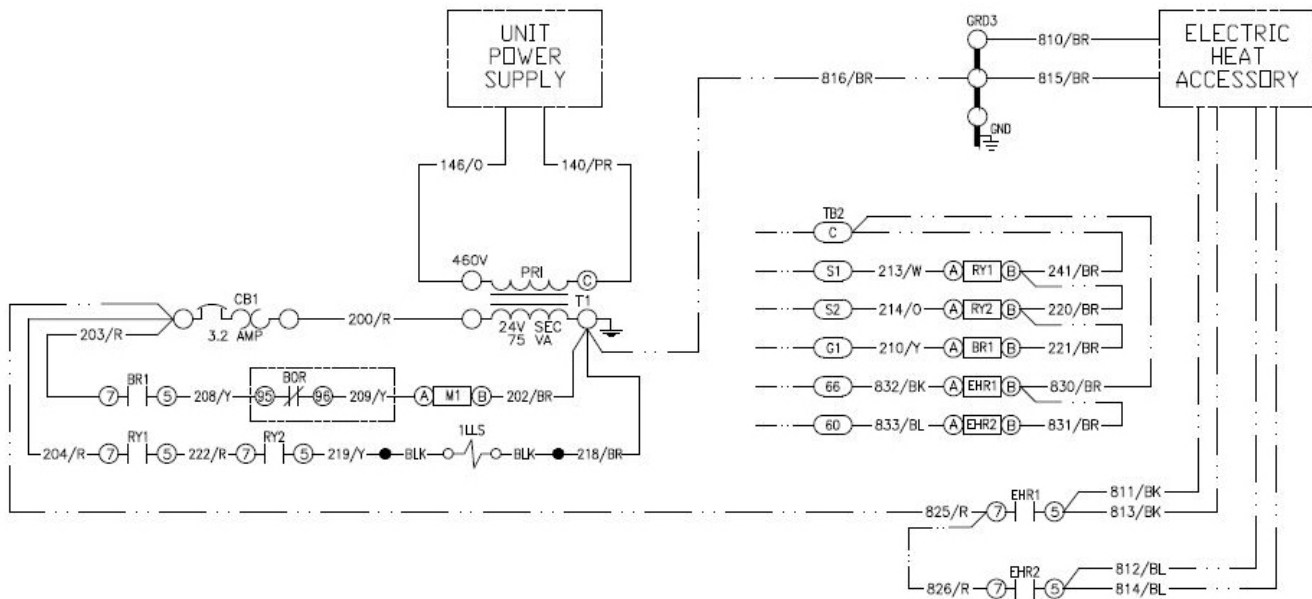 UNIT
POWER
SUPPLY
GRD3
810/BR
816/BR
815/BR
GND
ELECTRIC
HEAT
ACCESSORY
146/O
140/PR
460V
PRI
C
CB1
3.2 AMP
203/R
200/R
24V SEC
75 VA
T1
7 BR1 5 208/Y 95 BOR 96 209/Y A M1 B 202/BR
204/R 7 RY1 5 222/R 7 RY2 5 219/Y BLK 1LLS BLK 218/BR
TB2
C
S1 213/W A RY1 B 241/BR
S2 214/O A RY2 B 220/BR
G1 210/Y A BR1 B 221/BR
66 832/BK A EHR1 B 830/BR
60 833/BL A EHR2 B 831/BR
811/BK
825/R 7 EHR1 5 813/BK
812/BL
826/R 7 EHR2 5 814/BL